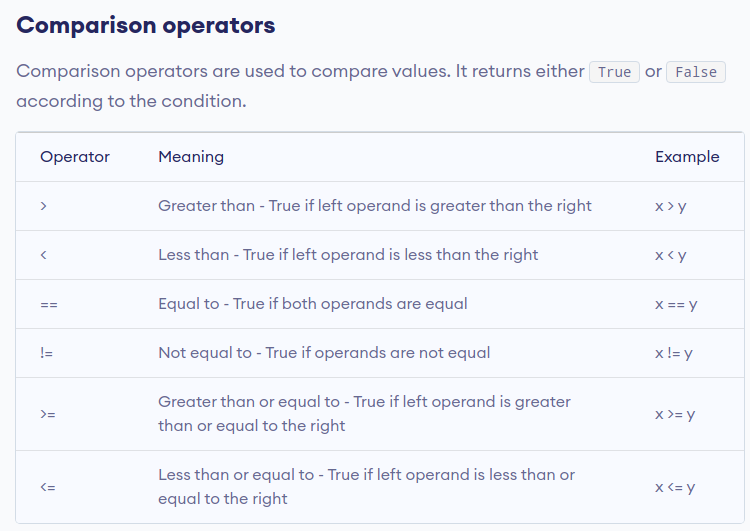 Comparison operators
Comparison operators are used to compare values. It returns either True or False
according to the condition.
Operator Meaning Example
> Greater than - True if left operand is greater than the right x > y
< Less than - True if left operand is less than the right x < y
== Equal to - True if both operands are equal x == y
!= Not equal to - True if operands are not equal x != y
>= Greater than or equal to - True if left operand is greater
than or equal to the right x >= y
<= Less than or equal to - True if left operand is less than or
equal to the right x <= y